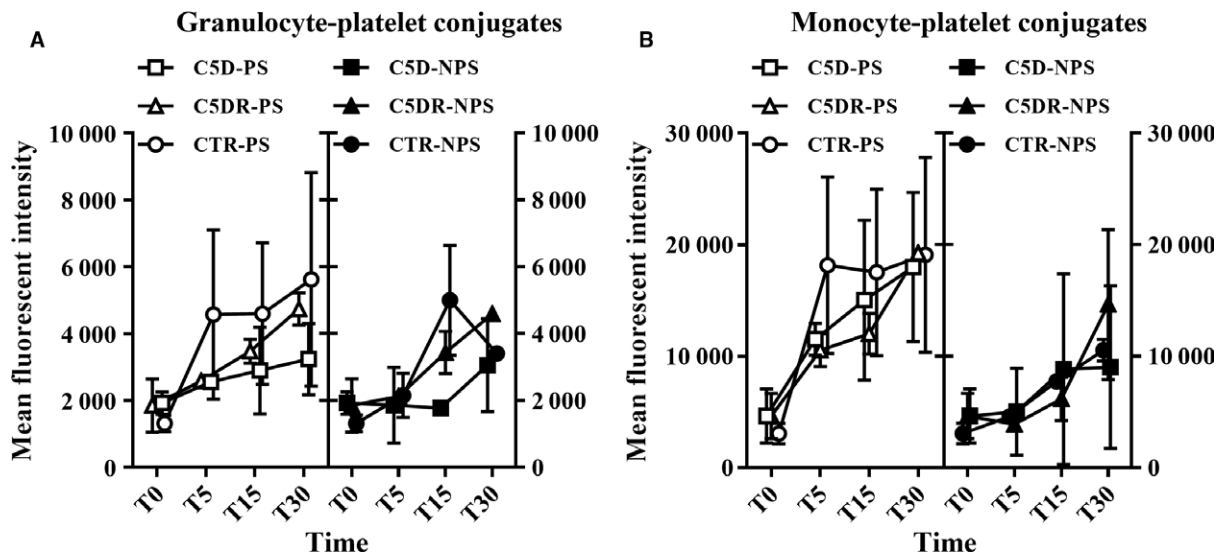 A
Granulocyte-platelet conjugates
C5D-PS
C5D-NPS
C5DR-PS
C5DR-NPS
CTR-PS
CTR-NPS
Mean fluorescent intensity
10 000
8 000
6 000
4 000
2 000
0
10 000
8 000
6 000
4 000
2 000
0
T0 T5 T15 T30 T0 T5 T15 T30
Time
B
Monocyte-platelet conjugates
C5D-PS
C5D-NPS
C5DR-PS
C5DR-NPS
CTR-PS
CTR-NPS
Mean fluorescent intensity
30 000
20 000
10 000
0
30 000
20 000
10 000
0
T0 T5 T15 T30 T0 T5 T15 T30
Time